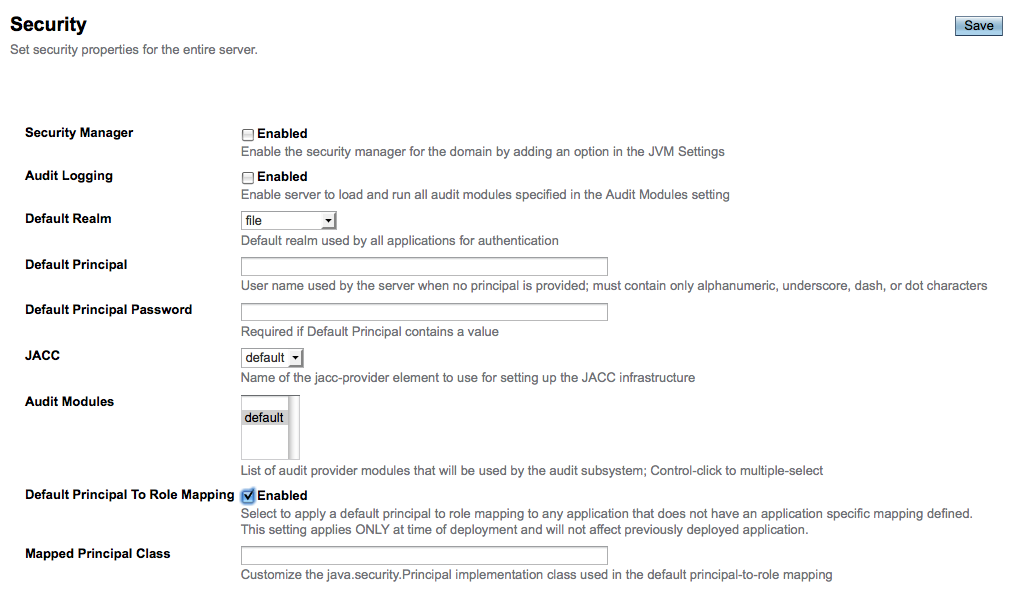 Security
Save
Set security properties for the entire server.
Security Manager
Enabled
Enable the security manager for the domain by adding an option in the JVM Settings
Audit Logging
Enabled
Enable server to load and run all audit modules specified in the Audit Modules setting
Default Realm
file
Default realm used by all applications for authentication
Default Principal
User name used by the server when no principal is provided; must contain only alphanumeric, underscore, dash, or dot characters
Default Principal Password
Required if Default Principal contains a value
JACC
default
Name of the jacc-provider element to use for setting up the JACC infrastructure
Audit Modules
default
List of audit provider modules that will be used by the audit subsystem; Control-click to multiple-select
Default Principal To Role Mapping
Enabled
Select to apply a default principal to role mapping to any application that does not have an application specific mapping defined.
This setting applies ONLY at time of deployment and will not affect previously deployed application.
Mapped Principal Class
Customize the java.security.Principal implementation class used in the default principal-to-role mapping